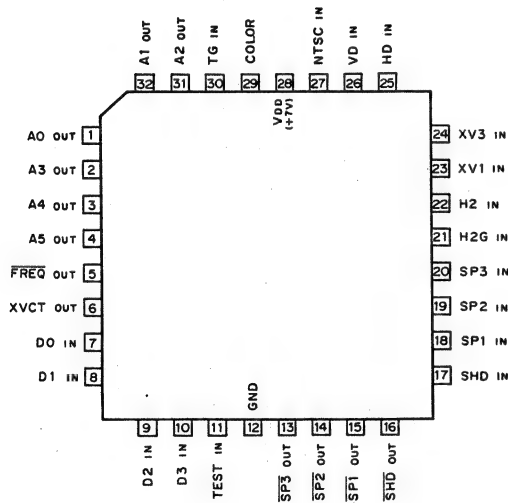 A1 OUT
A2 OUT
TG IN
COLOR
NTSC IN
VD IN
HD IN
32
31
30
29
28
27
26
25
VDD
(+7V)
A0 OUT 1
A3 OUT 2
A4 OUT 3
A5 OUT 4
FREQ OUT 5
XVCT OUT 6
D0 IN 7
D1 IN 8
24 XV3 IN
23 XV1 IN
22 H2 IN
21 H2G IN
20 SP3 IN
19 SP2 IN
18 SP1 IN
17 SHD IN
GND
9
10
11
12
13
14
15
16
D2 IN
D3 IN
TEST IN
SP3 OUT
SP2 OUT
SP1 OUT
SHD OUT